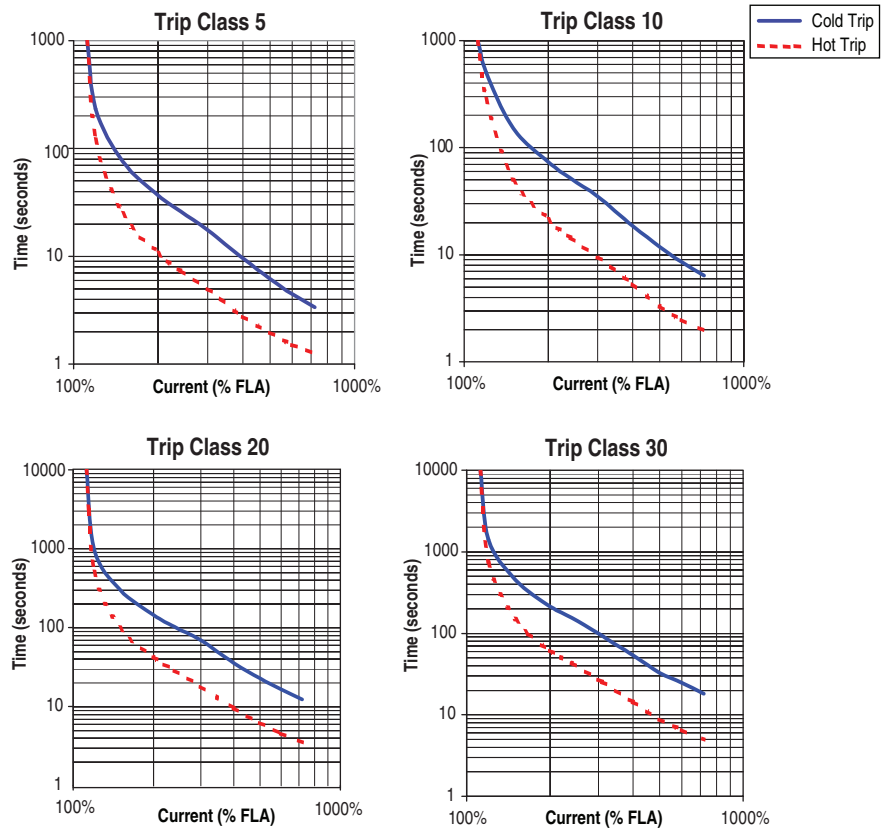 Trip Class 5
1000
100
10
1
Time (seconds)
100%
Current (% FLA)
1000%
Trip Class 10
1000
100
10
1
Time (seconds)
100%
Current (% FLA)
1000%
Cold Trip
Hot Trip
Trip Class 20
10000
1000
100
10
1
Time (seconds)
100%
Current (% FLA)
1000%
Trip Class 30
10000
1000
100
10
1
Time (seconds)
100%
Current (% FLA)
1000%